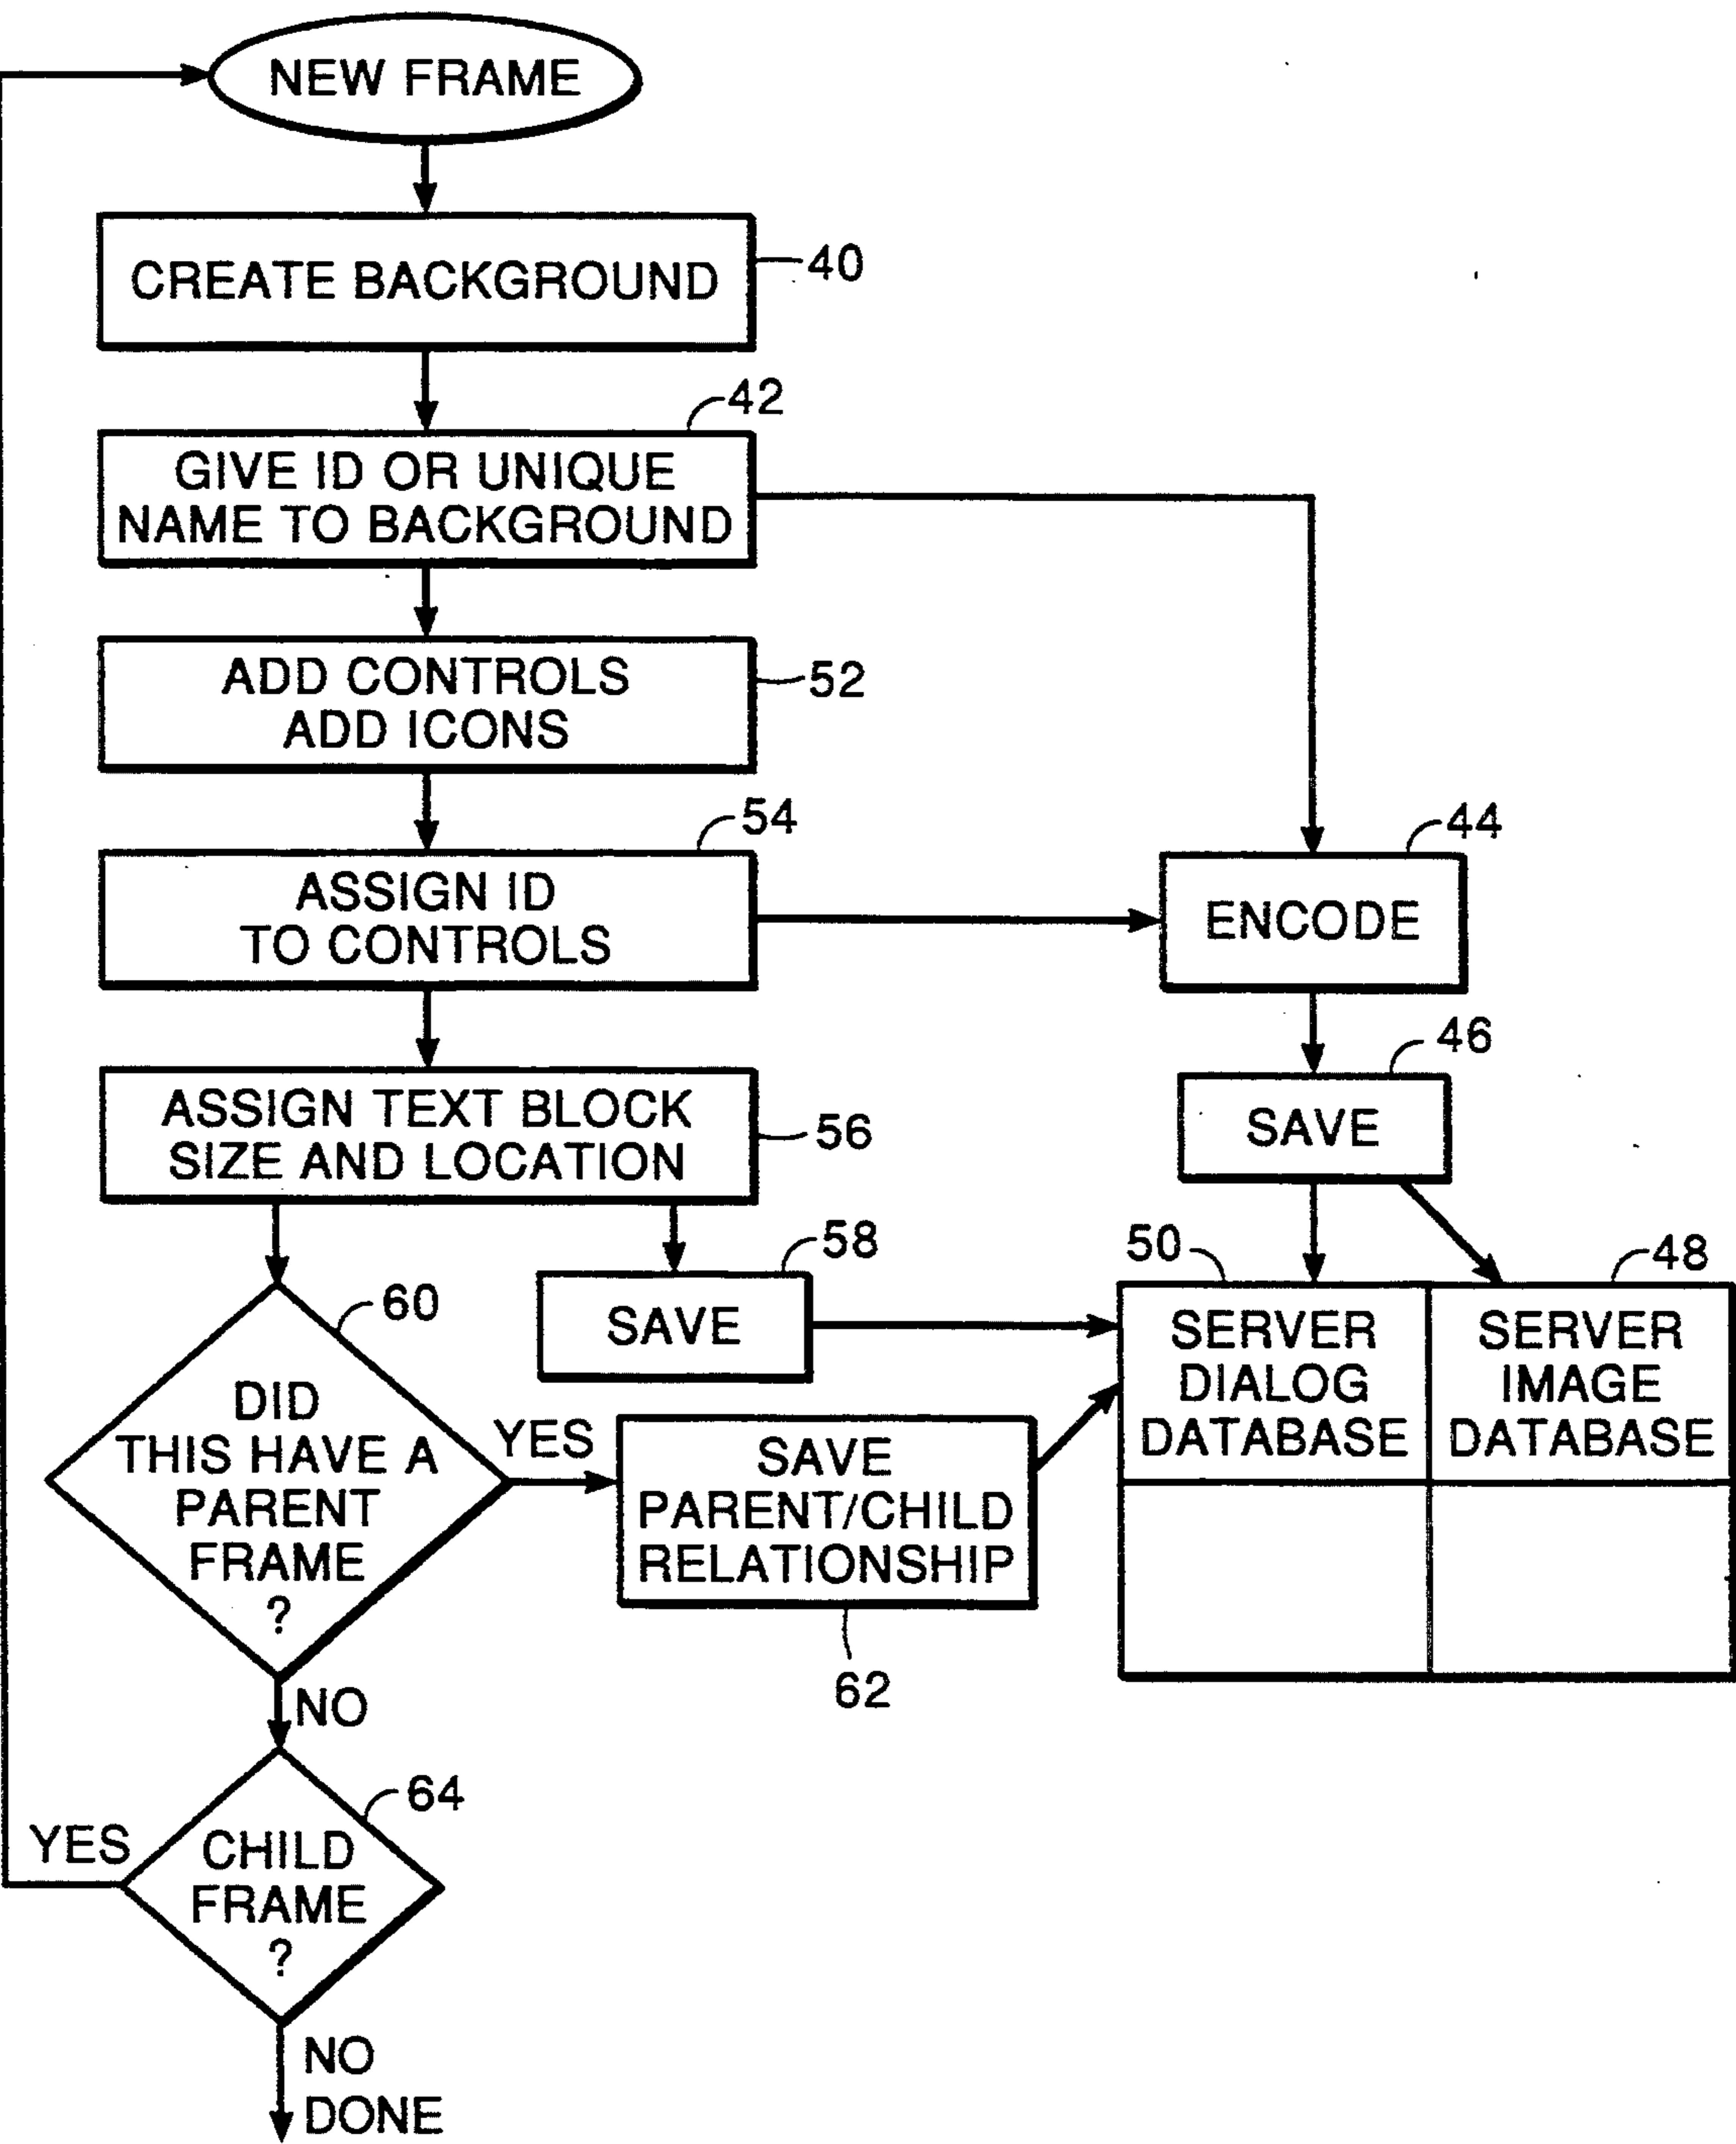 NEW FRAME
CREATE BACKGROUND
40
42
GIVE ID OR UNIQUE
NAME TO BACKGROUND
ADD CONTROLS
ADD ICONS
52
54
ASSIGN ID
TO CONTROLS
44
ENCODE
46
SAVE
ASSIGN TEXT BLOCK
SIZE AND LOCATION
56
58
SAVE
50
SERVER
DIALOG
DATABASE
48
SERVER
IMAGE
DATABASE
60
DID
THIS HAVE A
PARENT
FRAME
?
YES
SAVE
PARENT/CHILD
RELATIONSHIP
62
NO
64
CHILD
FRAME
?
YES
NO
DONE